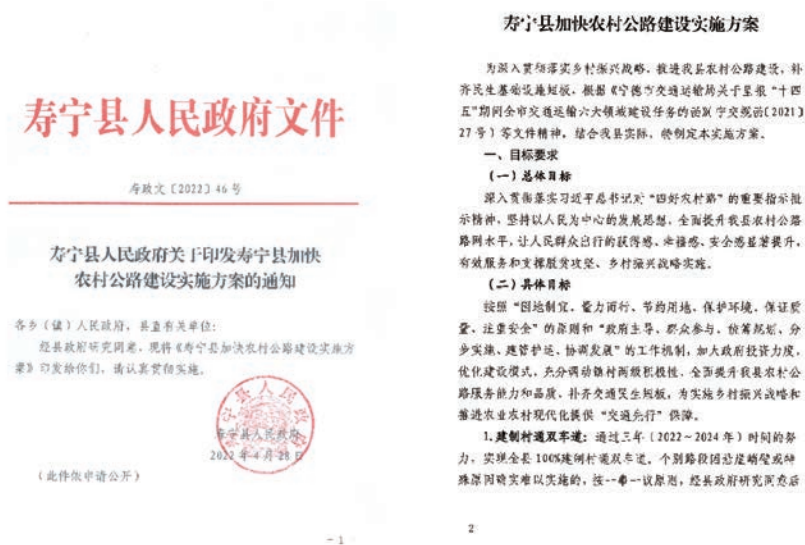 寿宁县人民政府文件
寿政文〔2022〕46号
寿宁县人民政府关于印发寿宁县加快
农村公路建设实施方案的通知
各乡（镇）人民政府，县直有关单位：
经县政府研究同意，现将《寿宁县加快农村公路建设实施方
案》印发给你们，请认真贯彻实施。
寿宁县人民政府
2022年4月28日
（此件依申请公开）
-1
寿宁县加快农村公路建设实施方案
为深入贯彻落实乡村振兴战略，推进我县农村公路建设，补
齐民生基础设施短板，根据《宁德市交通运输局关于呈报“十四
五”期间全市交通运输六大领域建设任务的函》（宁交规函〔2021〕
27号）等文件精神，结合我县实际，特制定本实施方案。
一、目标要求
（一）总体目标
深入贯彻落实习近平总书记对“四好农村路”的重要指示批
示精神，坚持以人民为中心的发展思想，全面提升我县农村公路
路网水平，让人民群众出行的获得感、幸福感、安全感显著提升，
有效服务和支撑脱贫攻坚、乡村振兴战略实施。
（二）具体目标
按照“因地制宜、量力而行、节约用地、保护环境、保证质
量、注重安全”的原则和“政府主导、群众参与、统筹规划、分
步实施、建管护运、协调发展”的工作机制，加大政府投资力度，
优化建设模式，充分调动镇村两级积极性，全面提升我县农村公
路服务能力和品质，补齐交通民生短板，为实施乡村振兴战略和
推进农业农村现代化提供“交通先行”保障。
1.建制村通双车道：通过三年（2022-2024年）时间的努
力，实现全县100%建制村通双车道。个别路段因悬崖峭壁或特
殊原因确实难以实施的，按一事一议原则，经县政府研究同意后
2